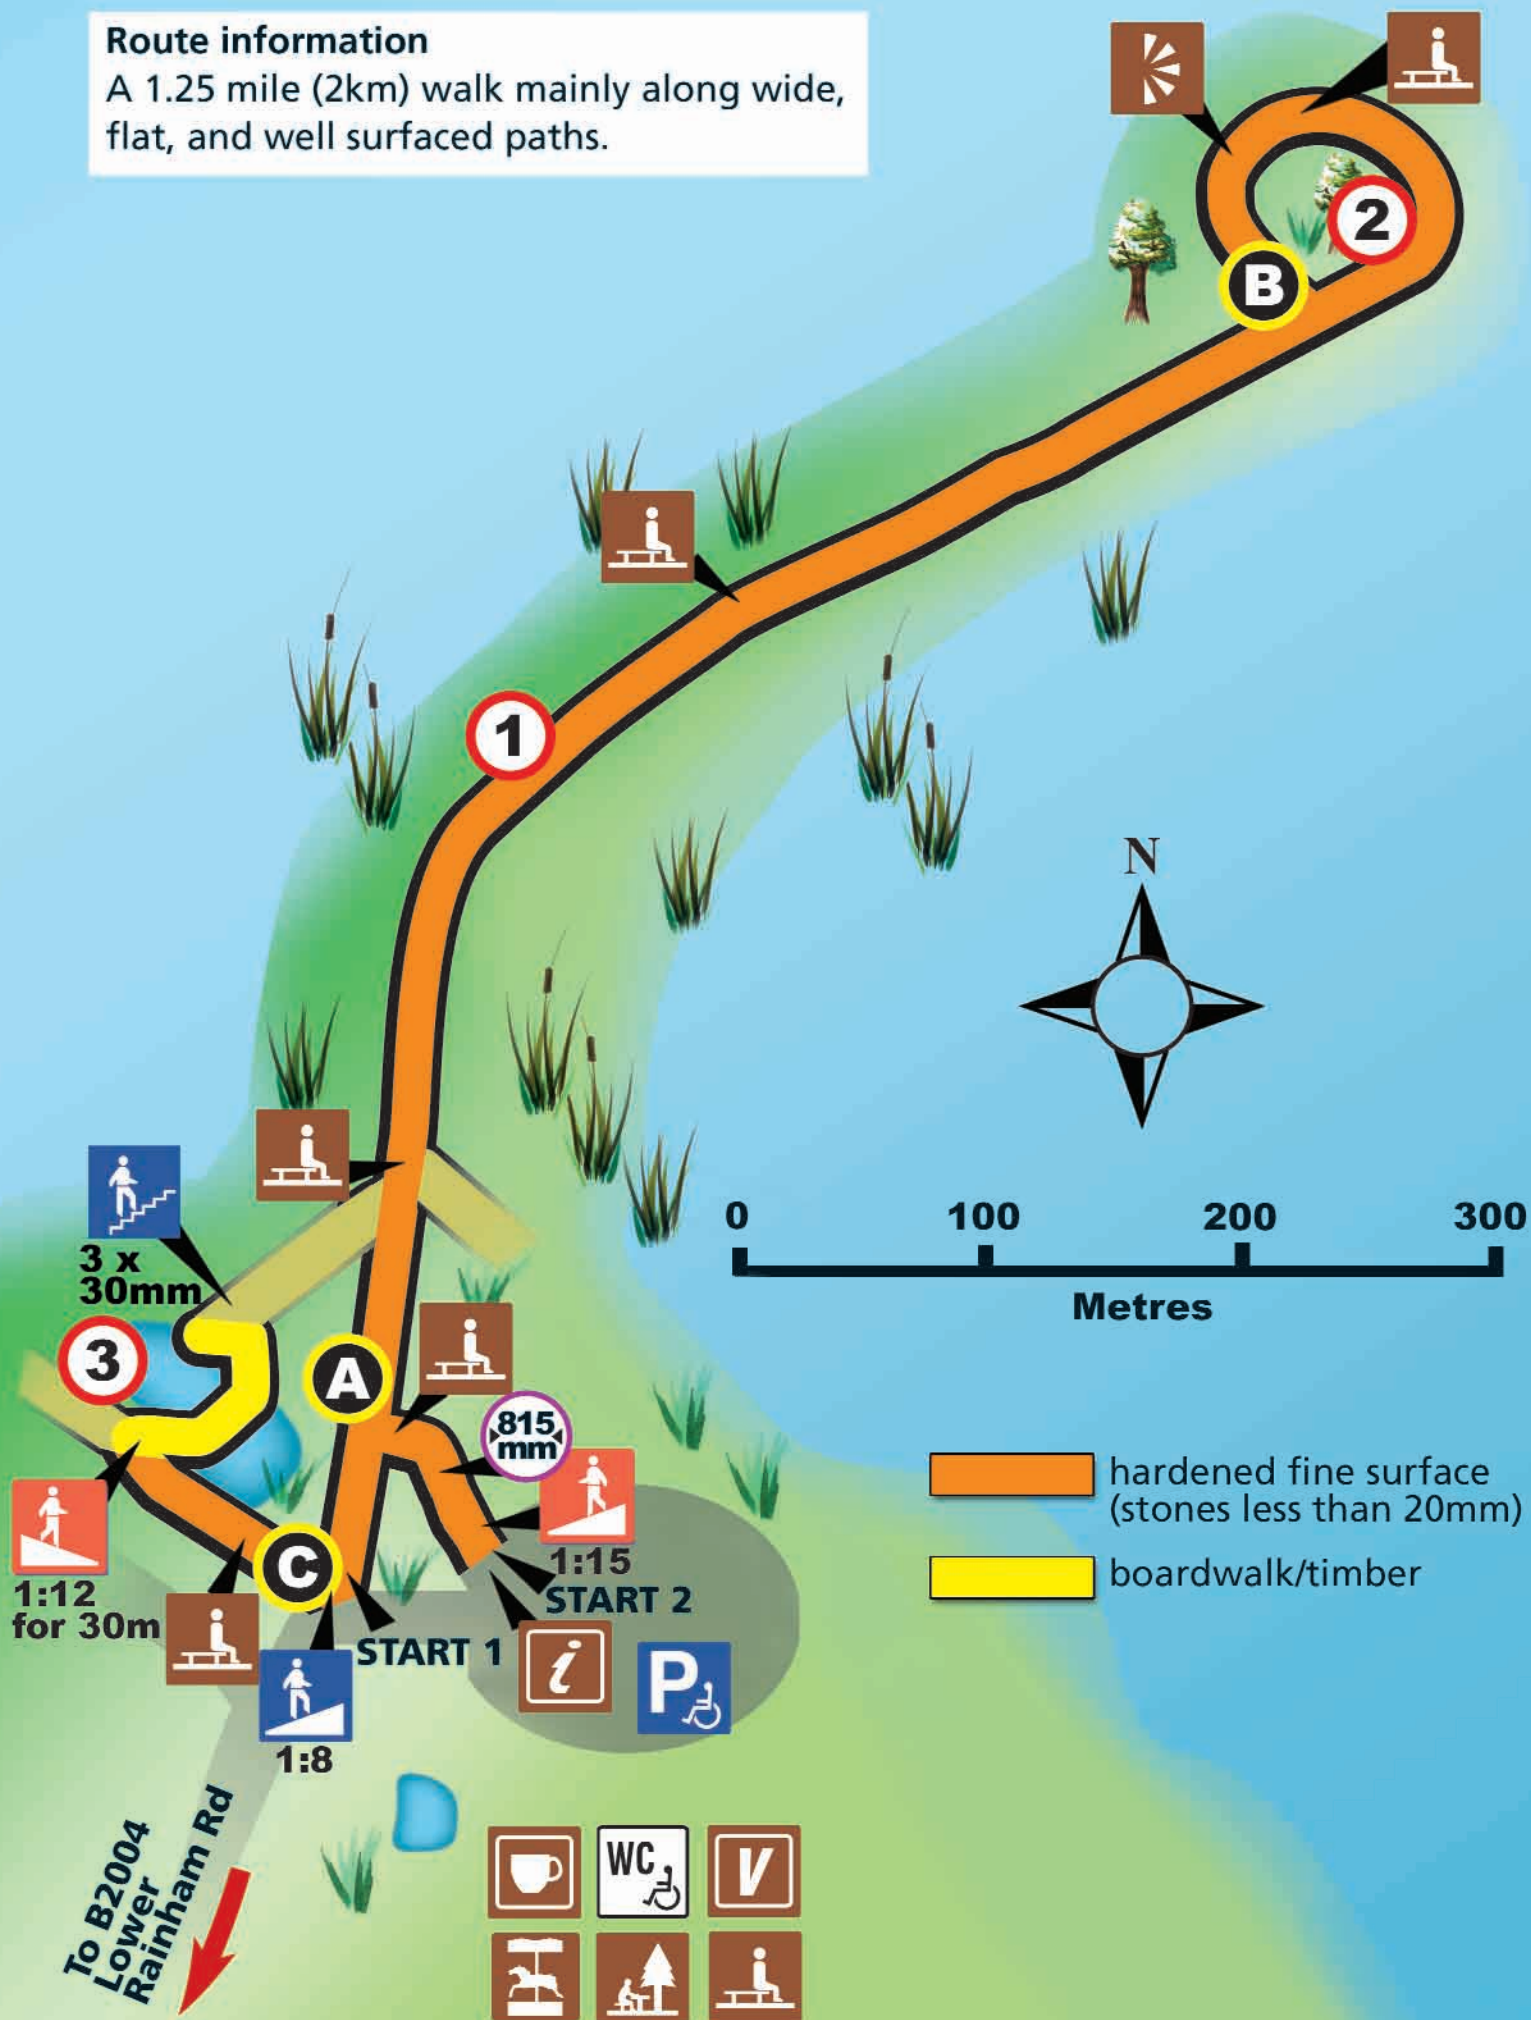 Route information
A 1.25 mile (2km) walk mainly along wide,
flat, and well surfaced paths.
2
B
1
N
0 100 200 300
Metres
3 x
30mm
3
A
815
mm
hardened fine surface
(stones less than 20mm)
boardwalk/timber
1:12
for 30m
C
1:15
START 2
START 1
i
P
1:8
To B2004
Lower
Rainham Rd
WC
V